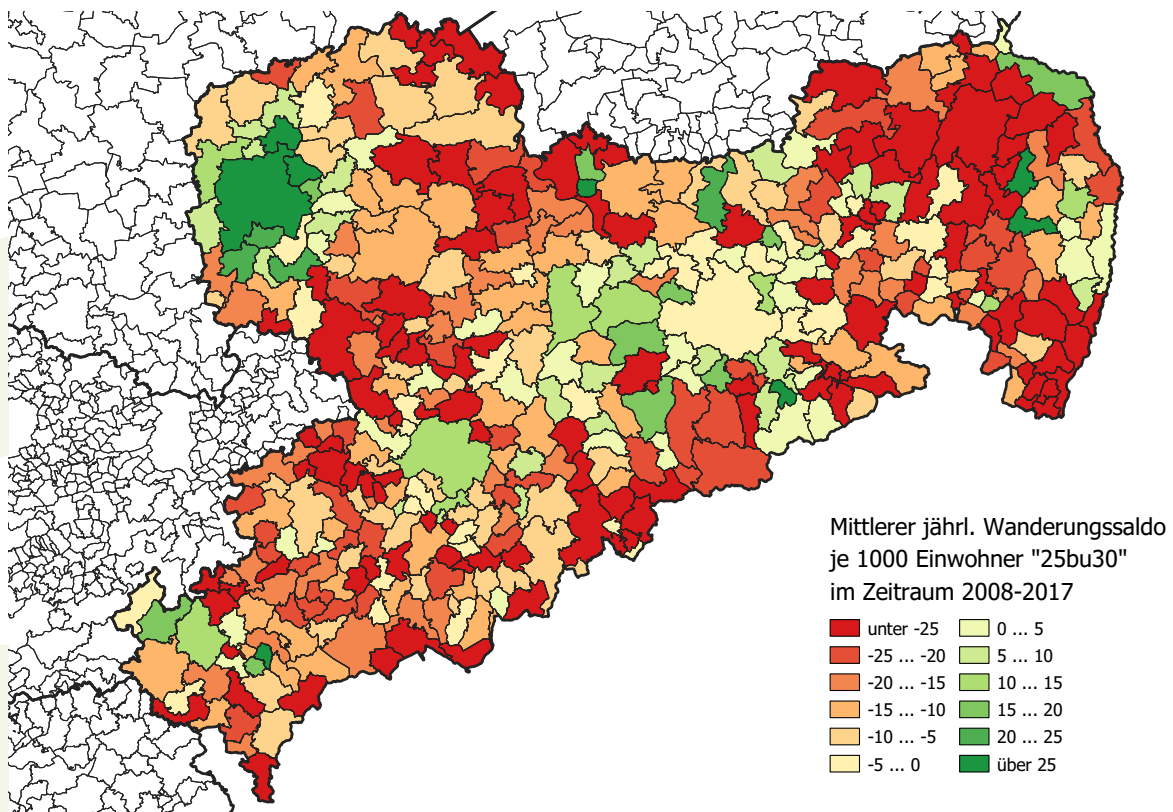 Mittlerer jährl. Wanderungssaldo
je 1000 Einwohner "25bu30"
im Zeitraum 2008-2017
unter -25
-25 ... -20
-20 ... -15
-15 ... -10
-10 ... -5
-5 ... 0
0 ... 5
5 ... 10
10 ... 15
15 ... 20
20 ... 25
über 25